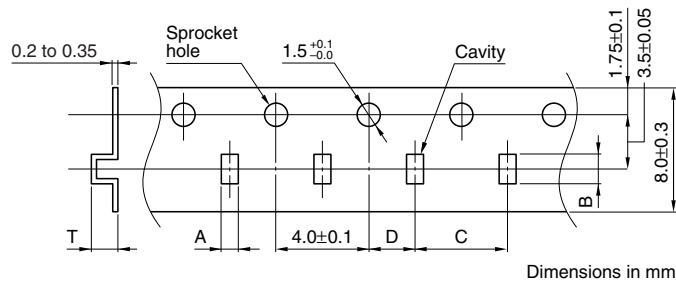 0.2 to 0.35
Sprocket
hole
1.5 +0.1 −0.0
Cavity
1.75±0.1
3.5±0.05
8.0±0.3
B
T
A
4.0±0.1
D
C
Dimensions in mm